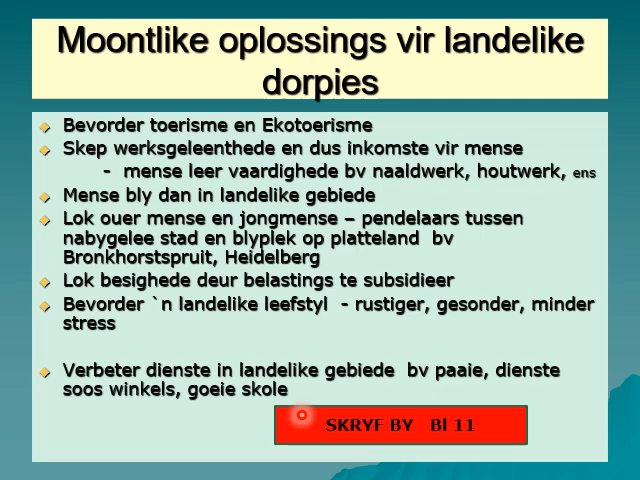 Moontlike oplossings vir landelike
dorpies
Bevorder toerisme en Ekotoerisme
Skep werksgeleenthede en dus inkomste vir mense
- mense leer vaardighede bv naaldwerk, houtwerk, ens
Mense bly dan in landelike gebiede
Lok ouer mense en jongmense – pendelaars tussen
nabygelee stad en blyplek op platteland bv
Bronkhorstspruit, Heidelberg
Lok besighede deur belastings te subsidieer
Bevorder `n landelike leefstyl - rustiger, gesonder, minder
stress
Verbeter dienste in landelike gebiede bv paaie, dienste
soos winkels, goeie skole
SKRYF BY Bl 11